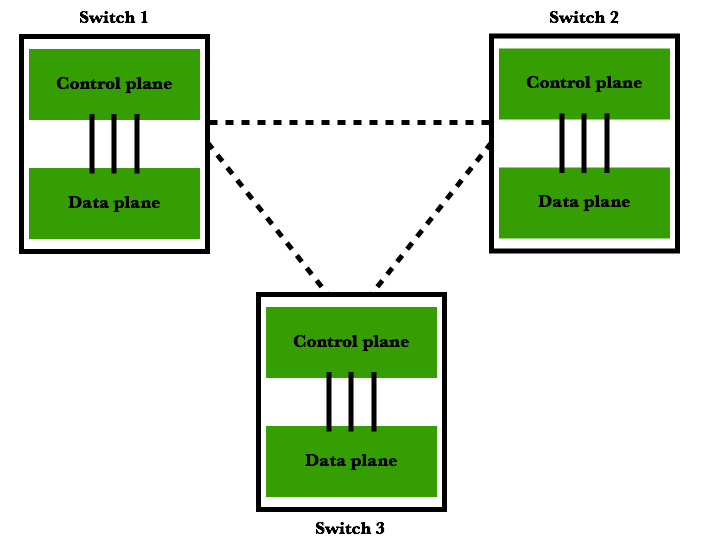 Switch 1
Switch 2
Control plane
Control plane
Data plane
Data plane
Control plane
Data plane
Switch 3